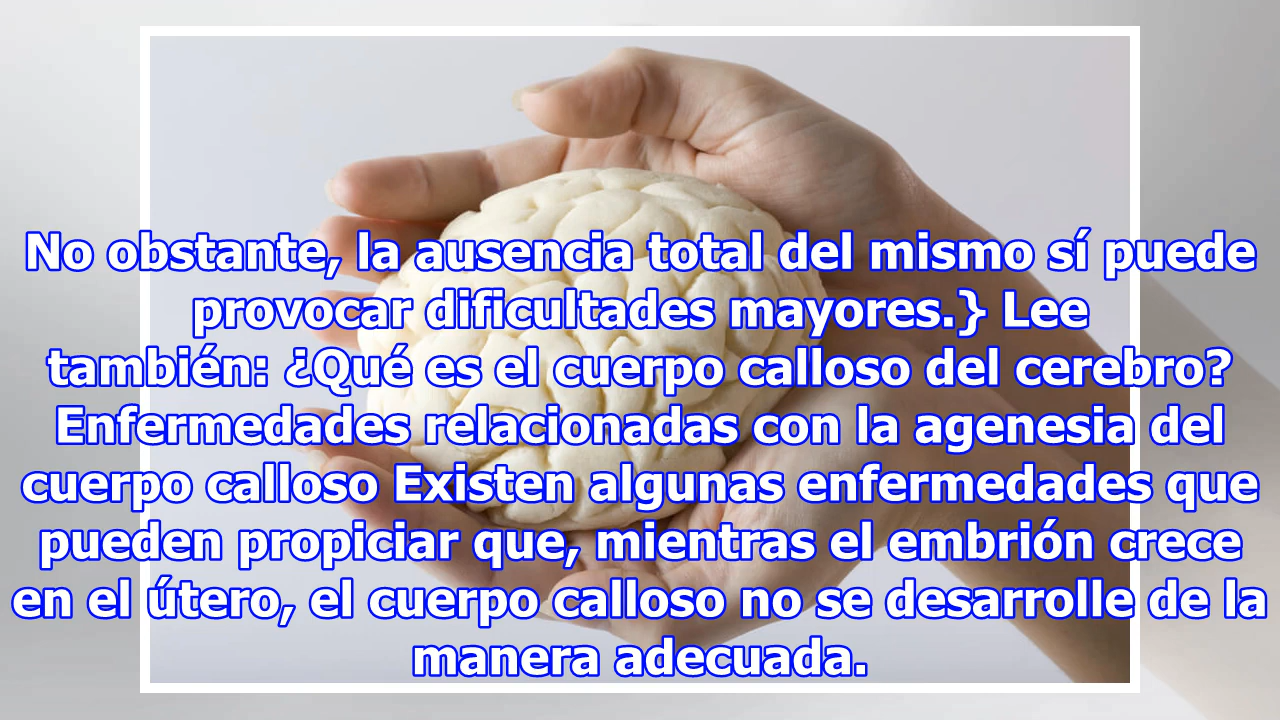 No obstante, la ausencia total del mismo sí puede
provocar dificultades mayores.} Lee
también: ¿Qué es el cuerpo calloso del cerebro?
Enfermedades relacionadas con la agenesia del
cuerpo calloso Existen algunas enfermedades que
pueden propiciar que, mientras el embrión crece
en el útero, el cuerpo calloso no se desarrolle de la
manera adecuada.